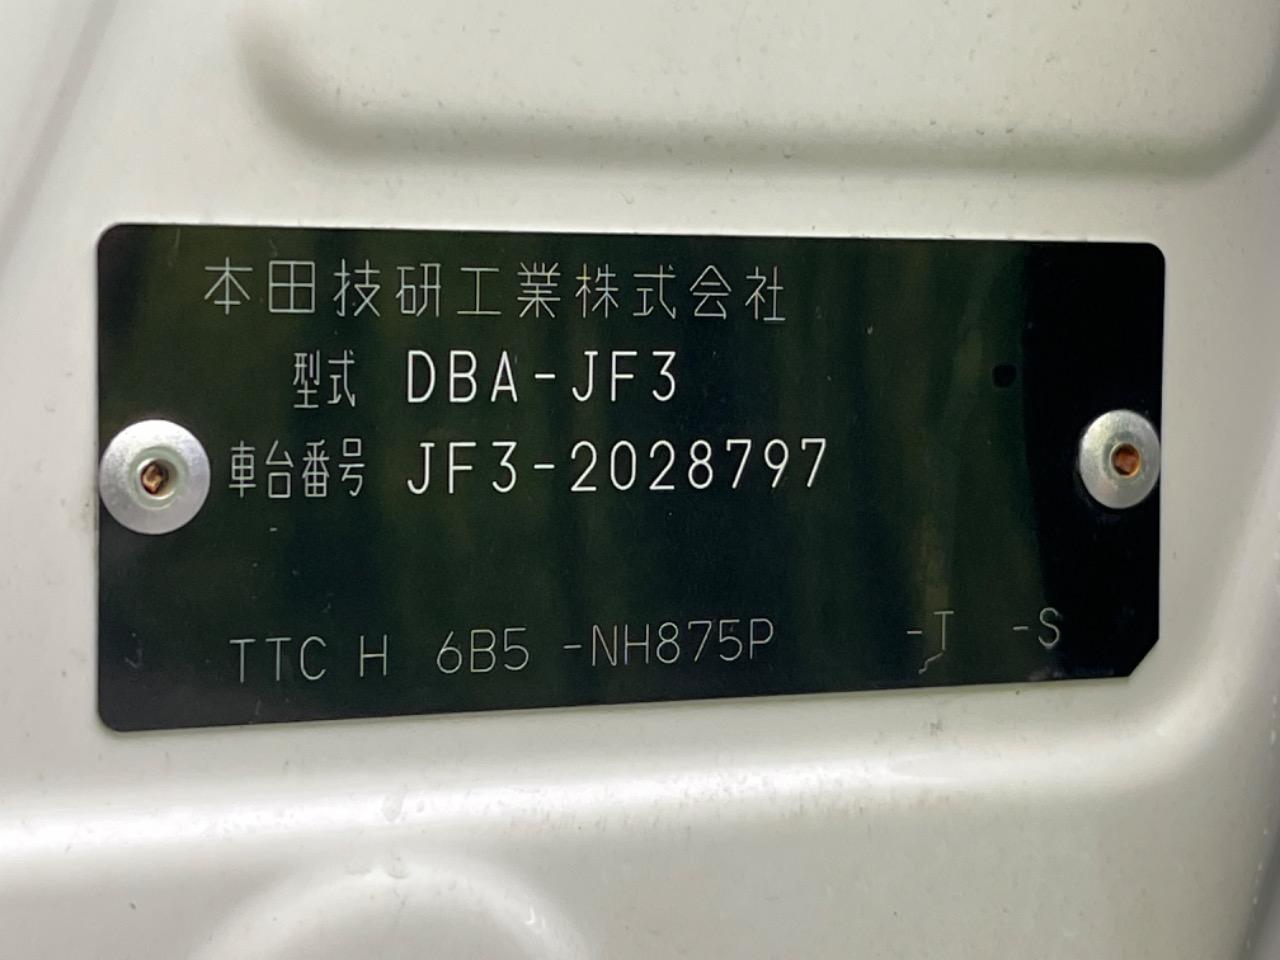 本田技研工業株式会社
型式 DBA-JF3
車台番号 JF3-2028797
TTC H 6B5 -NH875P -T -S